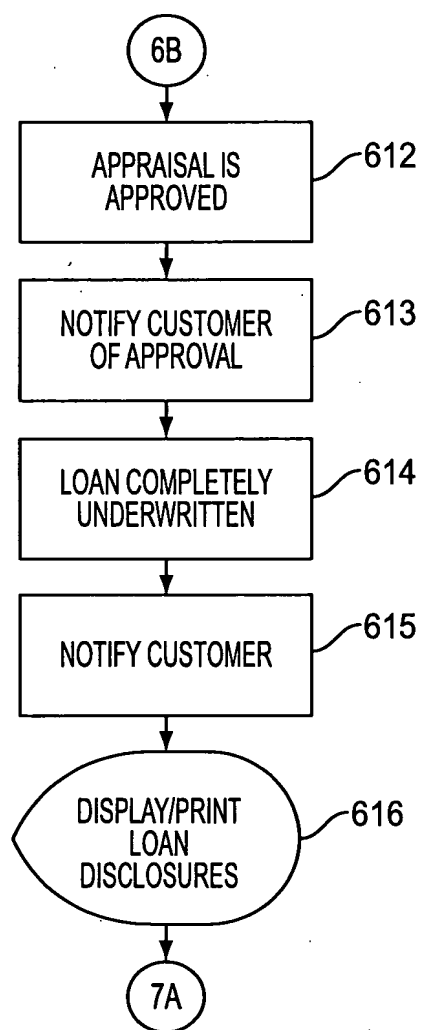 6B
APPRAISAL IS
APPROVED
612
NOTIFY CUSTOMER
OF APPROVAL
613
LOAN COMPLETELY
UNDERWRITTEN
614
NOTIFY CUSTOMER
615
DISPLAY/PRINT
LOAN
DISCLOSURES
616
7A